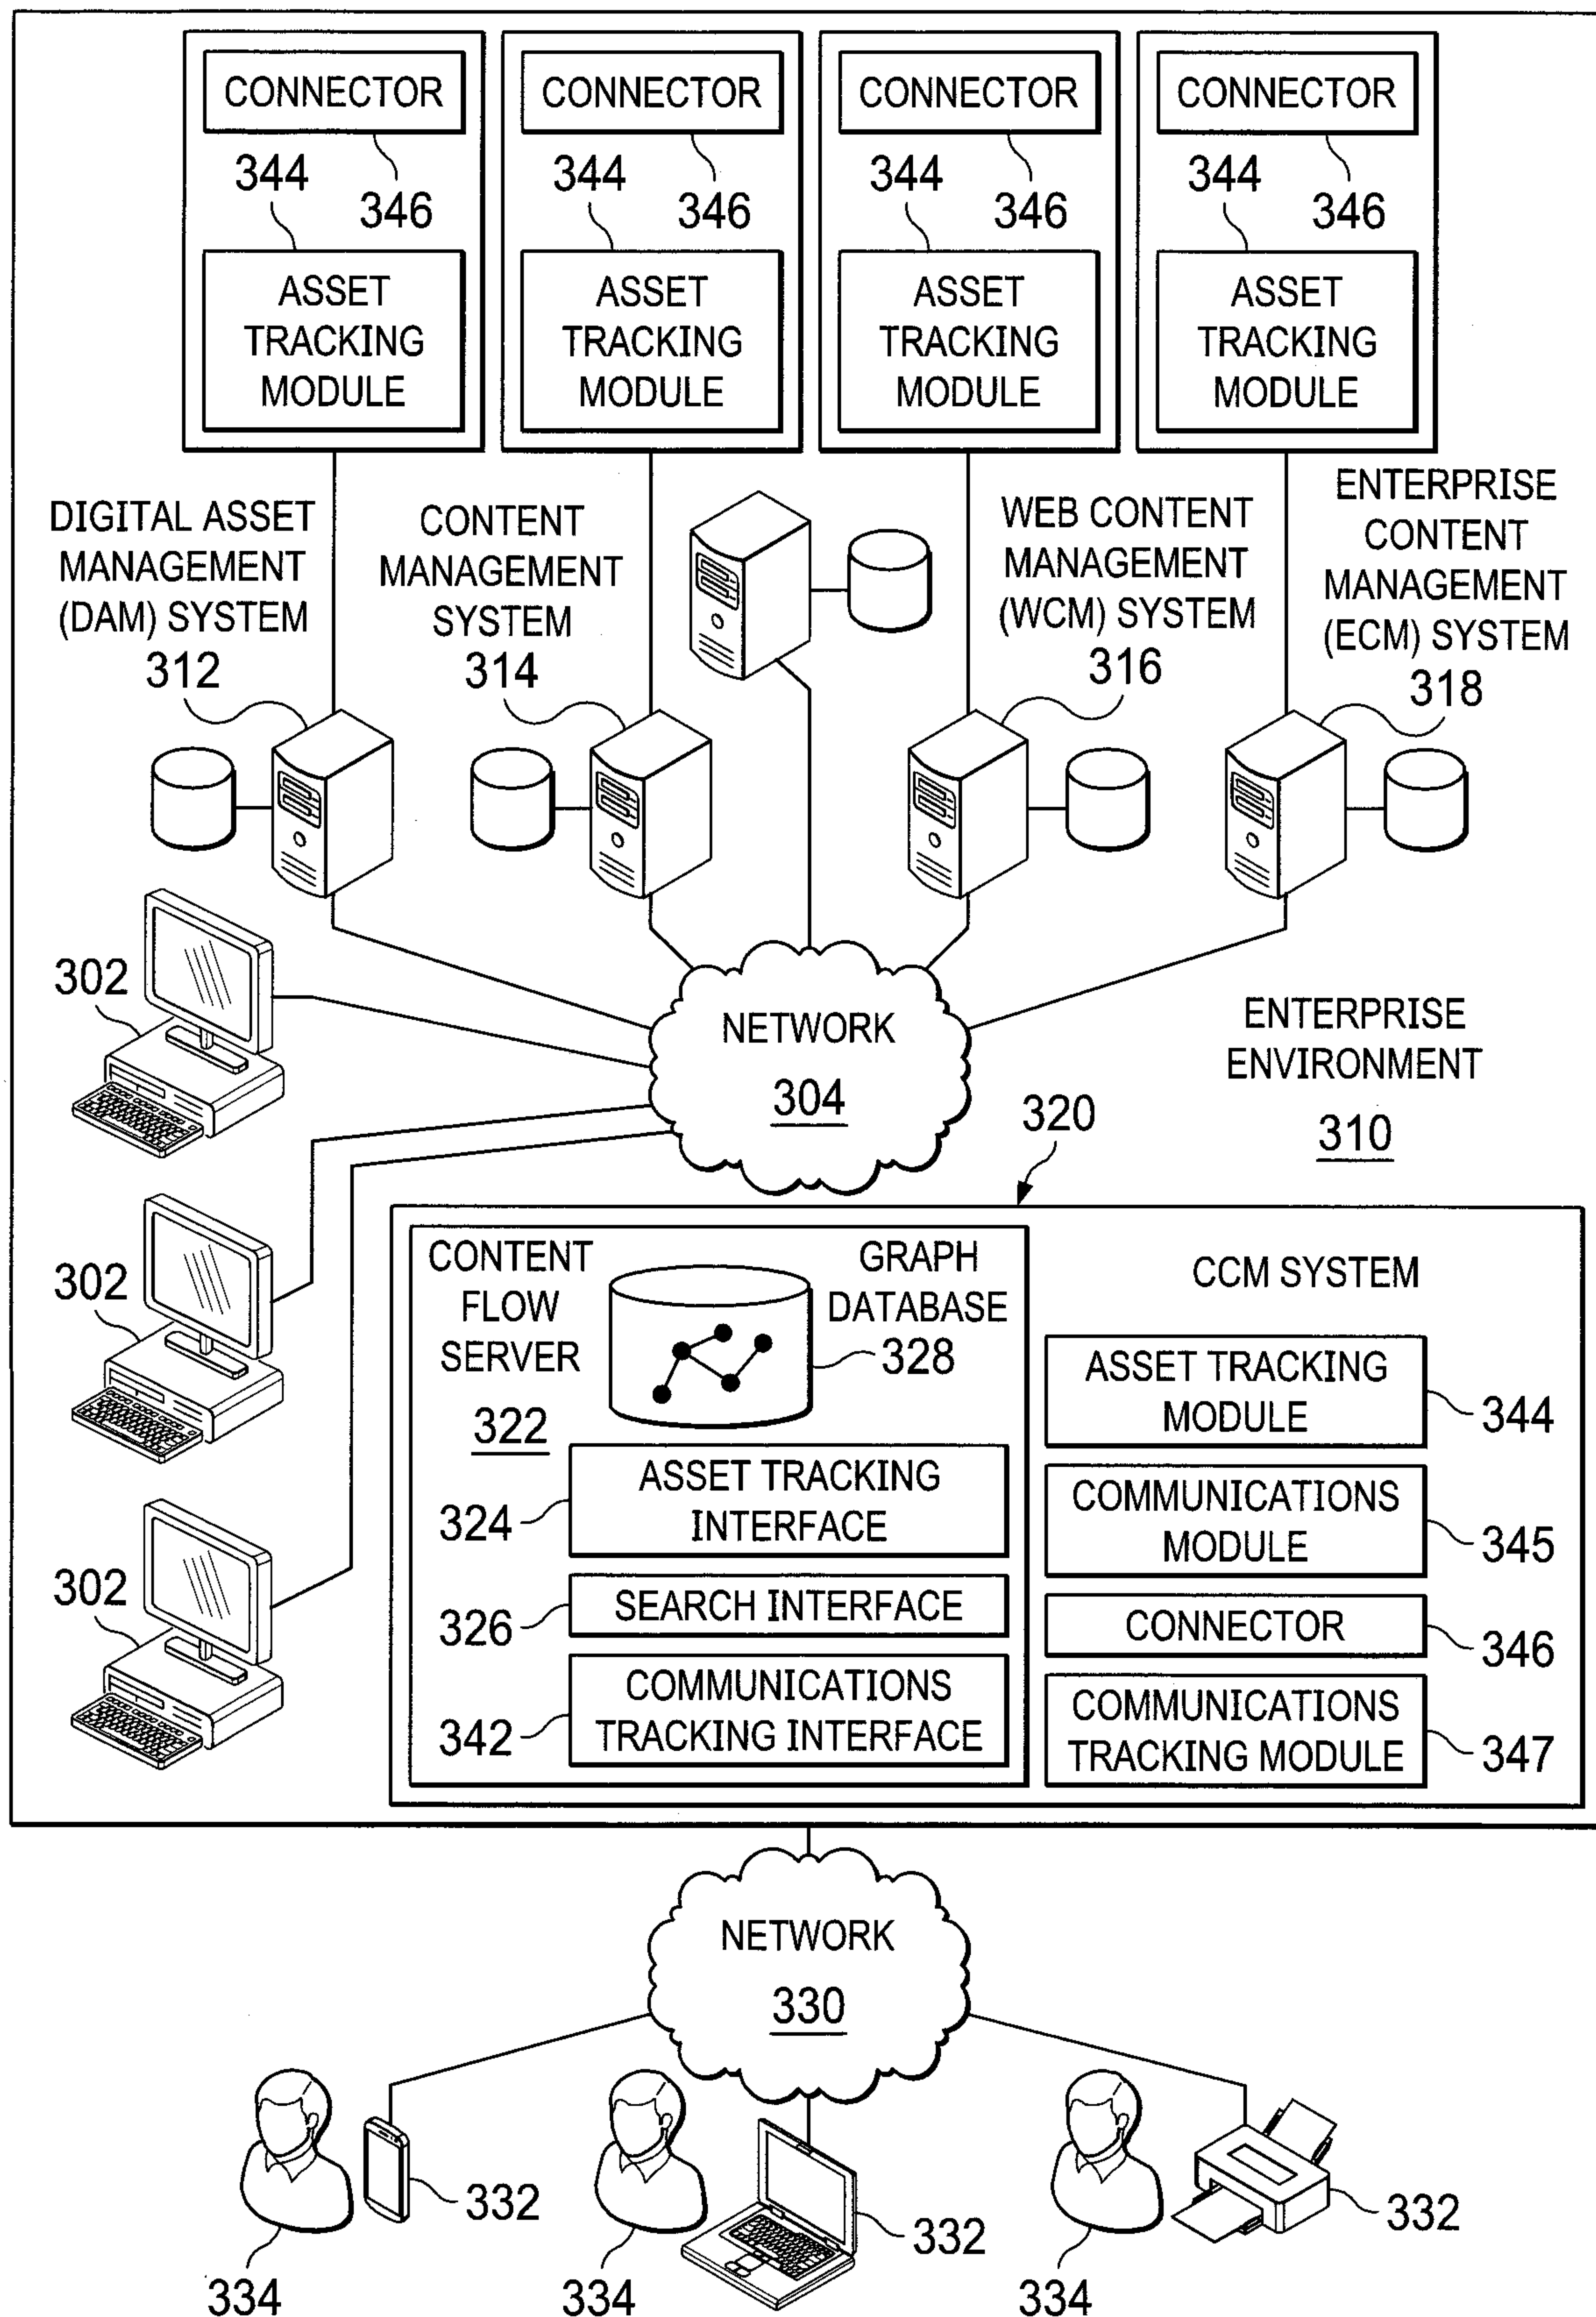 CONNECTOR
344
346
ASSET
TRACKING
MODULE
CONNECTOR
344
346
ASSET
TRACKING
MODULE
CONNECTOR
344
346
ASSET
TRACKING
MODULE
CONNECTOR
344
346
ASSET
TRACKING
MODULE
DIGITAL ASSET
MANAGEMENT
(DAM) SYSTEM
312
CONTENT
MANAGEMENT
SYSTEM
314
WEB CONTENT
MANAGEMENT
(WCM) SYSTEM
316
ENTERPRISE
CONTENT
MANAGEMENT
(ECM) SYSTEM
318
302
NETWORK
304
ENTERPRISE
ENVIRONMENT
310
320
302
302
CONTENT
FLOW
SERVER
322
GRAPH
DATABASE
328
ASSET TRACKING
INTERFACE
324
SEARCH INTERFACE
326
COMMUNICATIONS
TRACKING INTERFACE
342
CCM SYSTEM
ASSET TRACKING
MODULE
344
COMMUNICATIONS
MODULE
345
CONNECTOR
346
COMMUNICATIONS
TRACKING MODULE
347
NETWORK
330
332
334
332
334
332
334